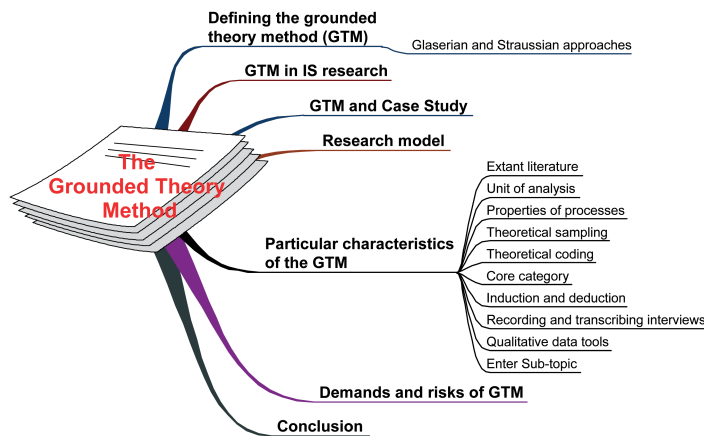 The
Grounded Theory
Method
Defining the grounded
theory method (GTM)
Glaserian and Straussian approaches
GTM in IS research
GTM and Case Study
Research model
Particular characteristics
of the GTM
Extant literature
Unit of analysis
Properties of processes
Theoretical sampling
Theoretical coding
Core category
Induction and deduction
Recording and transcribing interviews
Qualitative data tools
Enter Sub-topic
Demands and risks of GTM
Conclusion